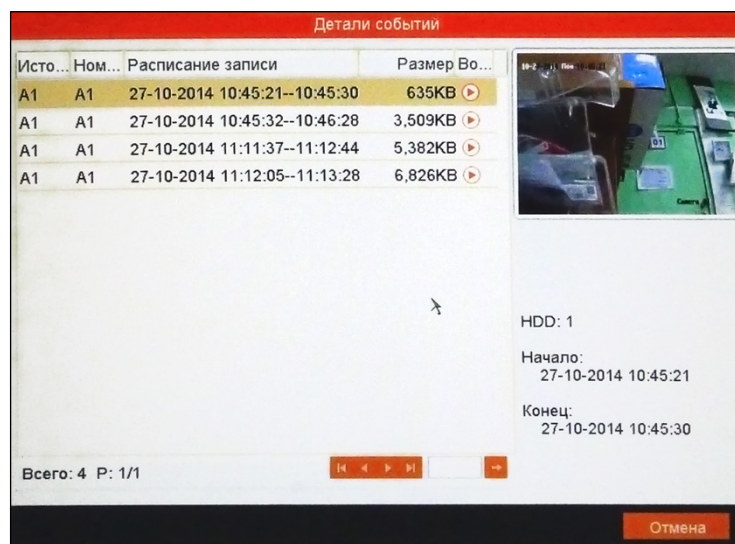 Детали событий
Исто... Ном... Расписание записи Размер Во...
A1 A1 27-10-2014 10:45:21--10:45:30 635KB
A1 A1 27-10-2014 10:45:32--10:46:28 3,509KB
A1 A1 27-10-2014 11:11:37--11:12:44 5,382KB
A1 A1 27-10-2014 11:12:05--11:13:28 6,826KB
Camera
01
HDD: 1
Начало:
27-10-2014 10:45:21
Конец:
27-10-2014 10:45:30
Всего: 4 P: 1/1
Отмена